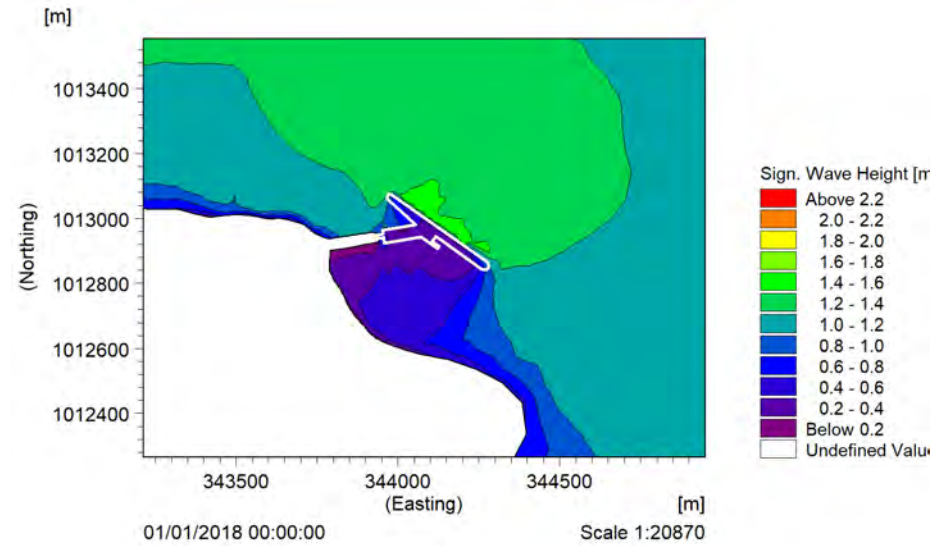 [m]
1013400
1013200
1013000
1012800
1012600
1012400
(Northing)
343500 344000 344500
(Easting) [m]
01/01/2018 00:00:00 Scale 1:20870
Sign. Wave Height [m
Above 2.2
2.0 - 2.2
1.8 - 2.0
1.6 - 1.8
1.4 - 1.6
1.2 - 1.4
1.0 - 1.2
0.8 - 1.0
0.6 - 0.8
0.4 - 0.6
0.2 - 0.4
Below 0.2
Undefined Valu